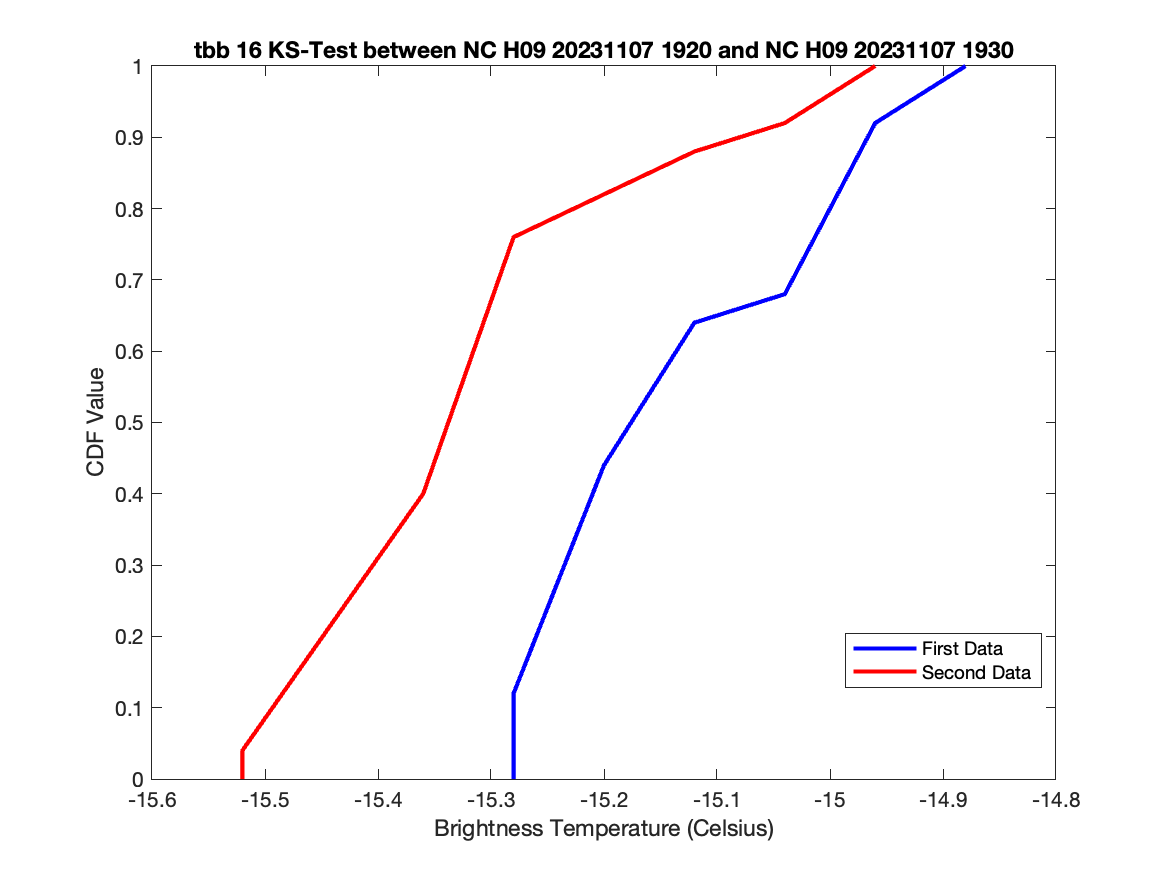 tbb 16 KS-Test between NC H09 20231107 1920 and NC H09 20231107 1930
1
0.9
0.8
0.7
0.6
0.5
0.4
0.3
0.2
0.1
0
CDF Value
First Data
Second Data
-15.6 -15.5 -15.4 -15.3 -15.2 -15.1 -15 -14.9 -14.8
Brightness Temperature (Celsius)